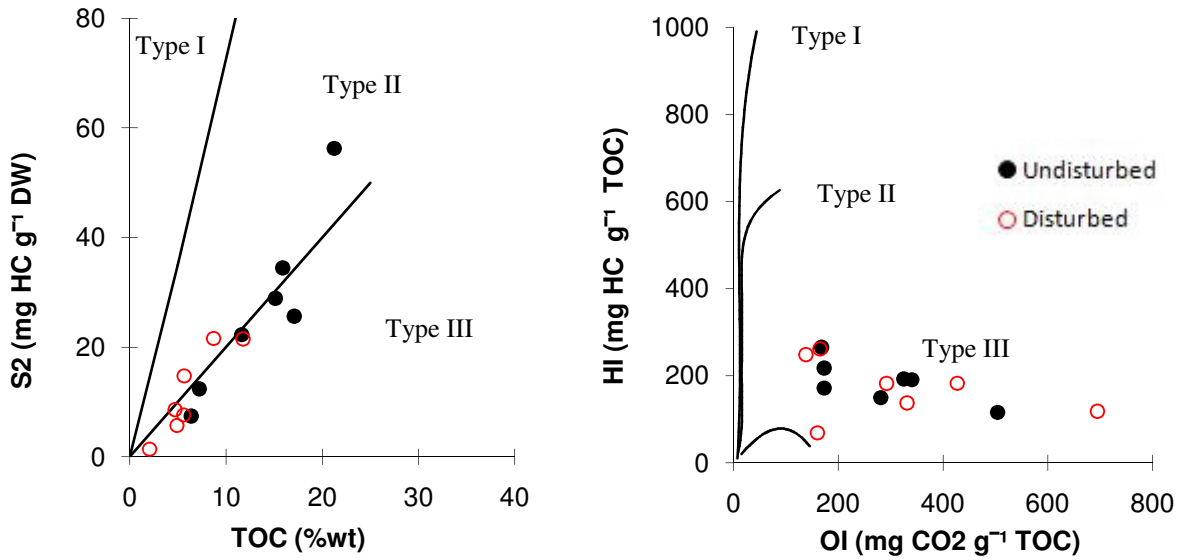 80
60
40
20
0
S2 (mg HC g⁻¹ DW)
Type I
Type II
Type III
0 10 20 30 40
TOC (%wt)
1000
800
600
400
200
0
HI (mg HC g⁻¹ TOC)
Type I
Type II
Type III
Undisturbed
Disturbed
200 400 600 800
0
OI (mg CO2 g⁻¹ TOC)